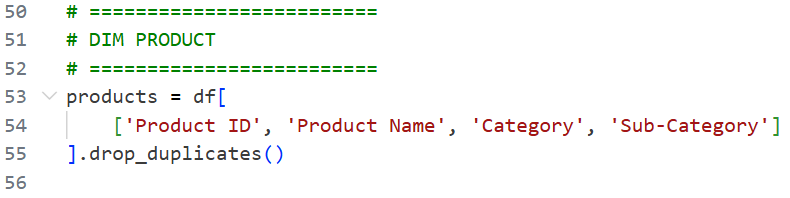 50 # =========================
51 # DIM PRODUCT
52 # =========================
53 products = df[
54     ['Product ID', 'Product Name', 'Category', 'Sub-Category']
55 ].drop_duplicates()
56